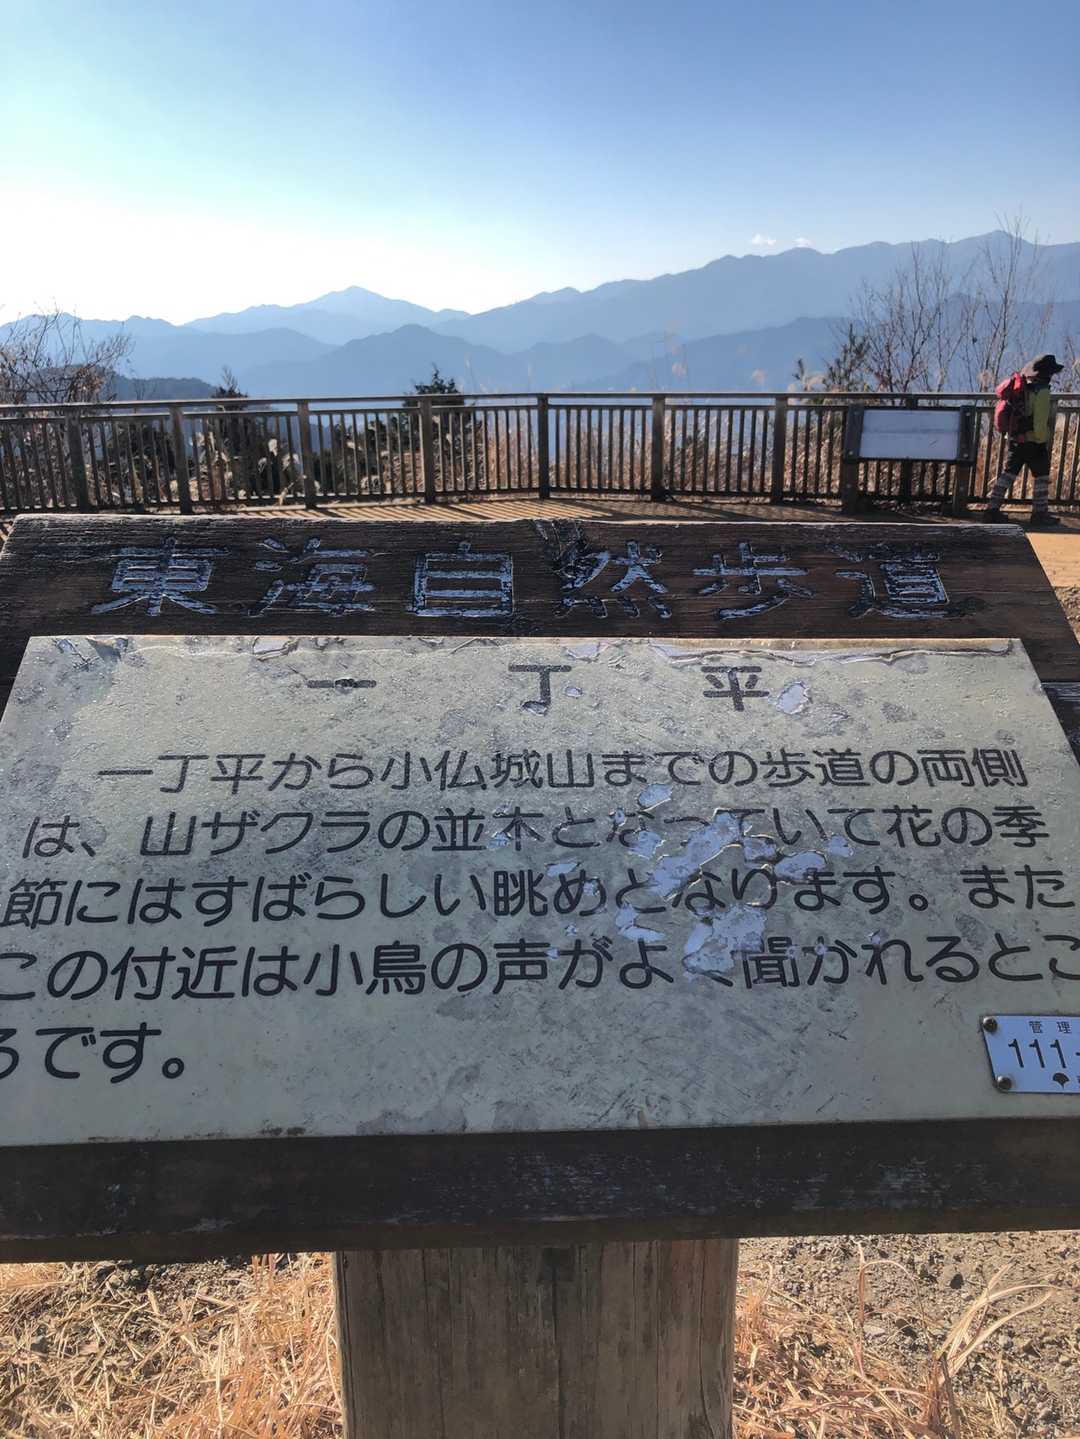 東海自然歩道
一丁平
一丁平から小仏城山までの歩道の両側
は、山ザクラの並木となっていて花の季
節にはすばらしい眺めとなります。また
この付近は小鳥の声がよく聞かれるとこ
ろです。
管理
111-